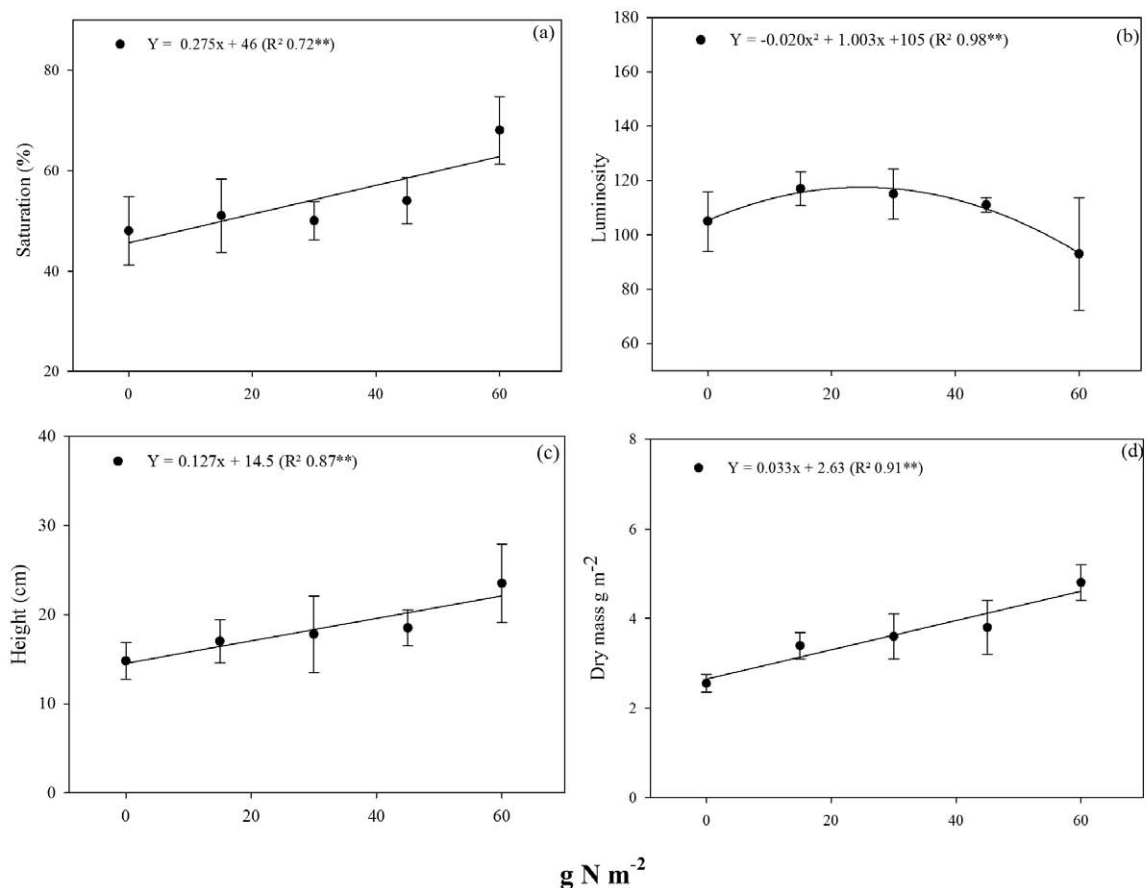 (a)
● Y = 0.275x + 46 (R² 0.72**)
80
60
40
20
Saturation (%)
0 20 40 60
(b)
● Y = -0.020x² + 1.003x +105 (R² 0.98**)
180
160
140
120
100
80
60
Luminosity
0 20 40 60
(c)
● Y = 0.127x + 14.5 (R² 0.87**)
40
30
20
10
0
Height (cm)
0 20 40 60
(d)
● Y = 0.033x + 2.63 (R² 0.91**)
8
6
4
2
0
Dry mass g m⁻²
0 20 40 60
g N m⁻²